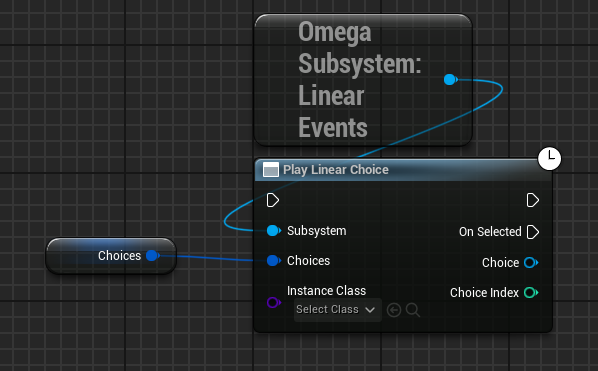 Omega
Subsystem:
Linear
Events
Play Linear Choice
Subsystem
On Selected
Choices
Choices
Choice
Instance Class
Select Class
Choice Index